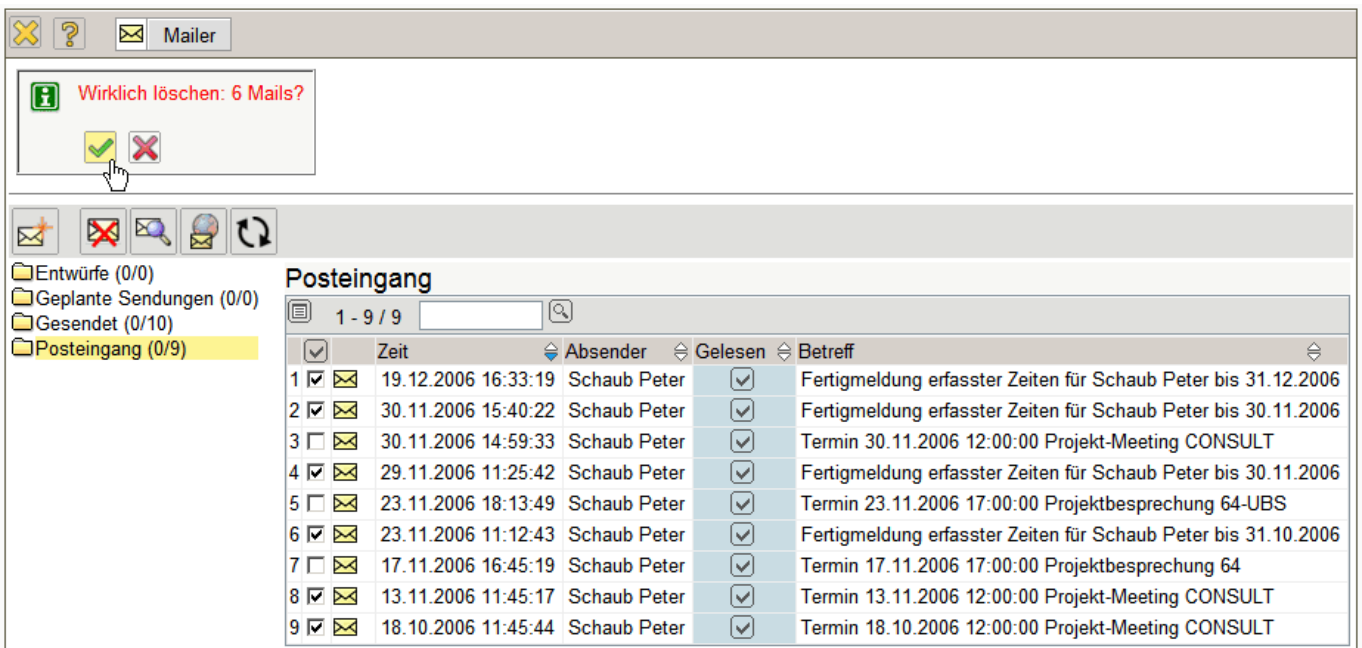 Mailer
Wirklich löschen: 6 Mails?
Entwürfe (0/0)
Geplante Sendungen (0/0)
Gesendet (0/10)
Posteingang (0/9)
Posteingang
1 - 9 / 9
Zeit Absender Gelesen Betreff
1 19.12.2006 16:33:19 Schaub Peter Fertigmeldung erfasster Zeiten für Schaub Peter bis 31.12.2006
2 30.11.2006 15:40:22 Schaub Peter Fertigmeldung erfasster Zeiten für Schaub Peter bis 30.11.2006
3 30.11.2006 14:59:33 Schaub Peter Termin 30.11.2006 12:00:00 Projekt-Meeting CONSULT
4 29.11.2006 11:25:42 Schaub Peter Fertigmeldung erfasster Zeiten für Schaub Peter bis 30.11.2006
5 23.11.2006 18:13:49 Schaub Peter Termin 23.11.2006 17:00:00 Projektbesprechung 64-UBS
6 23.11.2006 11:12:43 Schaub Peter Fertigmeldung erfasster Zeiten für Schaub Peter bis 31.10.2006
7 17.11.2006 16:45:19 Schaub Peter Termin 17.11.2006 17:00:00 Projektbesprechung 64
8 13.11.2006 11:45:17 Schaub Peter Termin 13.11.2006 12:00:00 Projekt-Meeting CONSULT
9 18.10.2006 11:45:44 Schaub Peter Termin 18.10.2006 12:00:00 Projekt-Meeting CONSULT